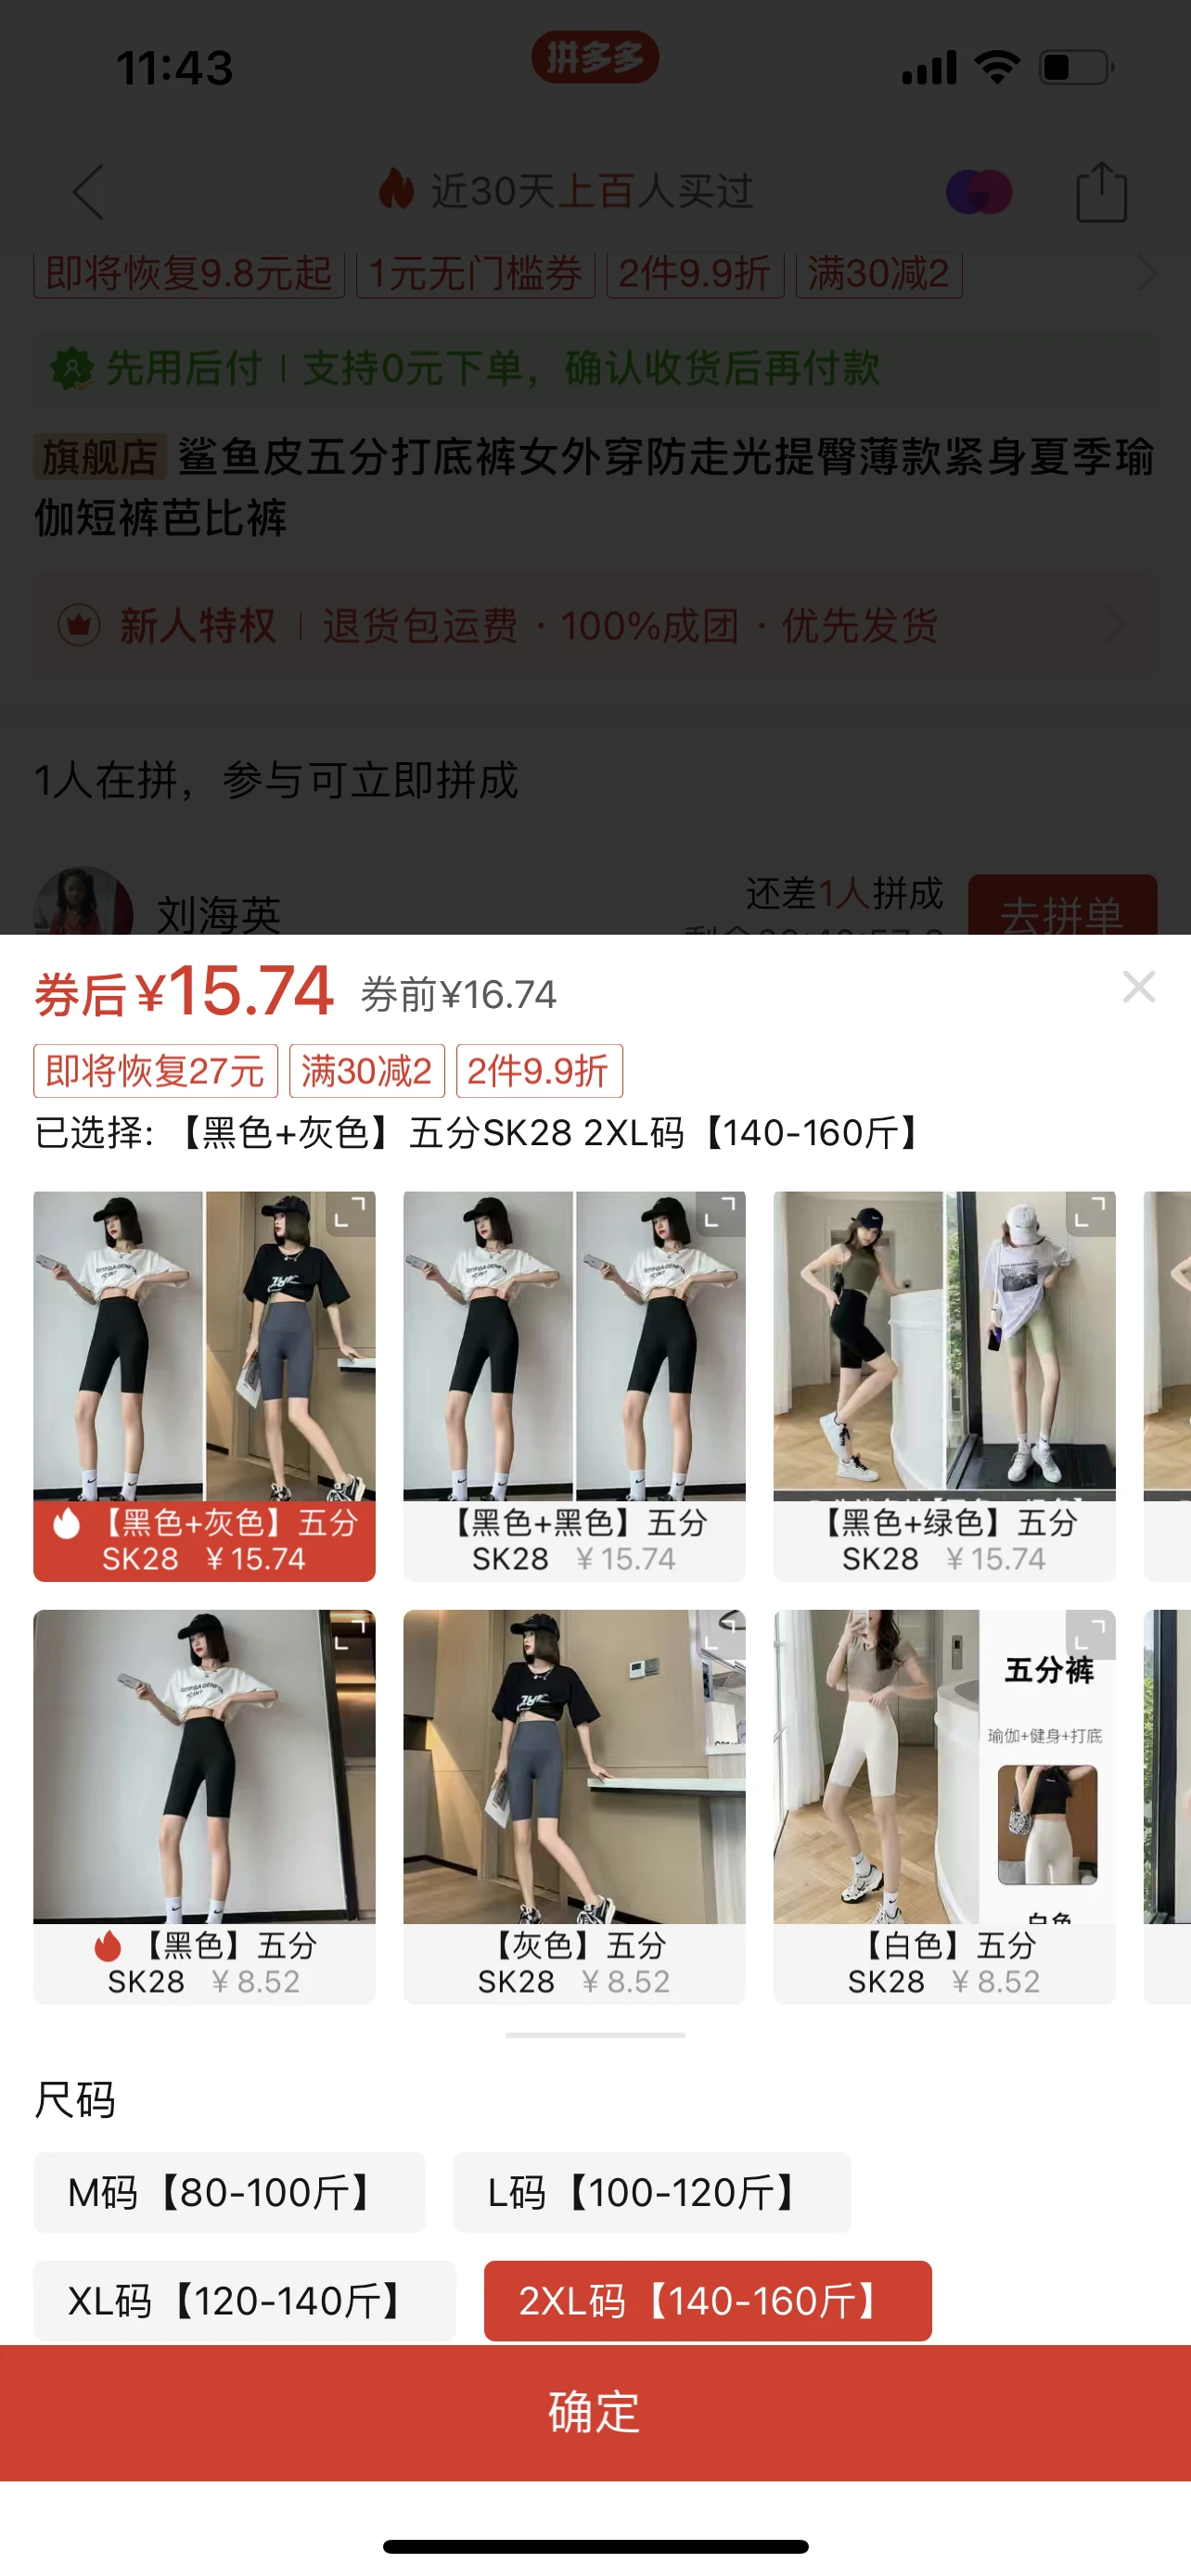 11:43
拼多多
近30天上百人买过
即将恢复9.8元起 1元无门槛券 2件9.9折 满30减2
先用后付 | 支持0元下单，确认收货后再付款
旗舰店 鲨鱼皮五分打底裤女外穿防走光提臀薄款紧身夏季瑜
伽短裤芭比裤
新人特权 | 退货包运费 · 100%成团 · 优先发货
1人在拼，参与可立即拼成
刘海英
还差1人拼成
去拼单
券后¥15.74 券前¥16.74
即将恢复27元 满30减2 2件9.9折
已选择: 【黑色+灰色】五分SK28 2XL码【140-160斤】
【黑色+灰色】五分
SK28 ¥15.74
【黑色+黑色】五分
SK28 ¥15.74
【黑色+绿色】五分
SK28 ¥15.74
五分裤
瑜伽+健身+打底
白色
【黑色】五分
SK28 ¥8.52
【灰色】五分
SK28 ¥8.52
【白色】五分
SK28 ¥8.52
尺码
M码【80-100斤】 L码【100-120斤】
XL码【120-140斤】 2XL码【140-160斤】
确定